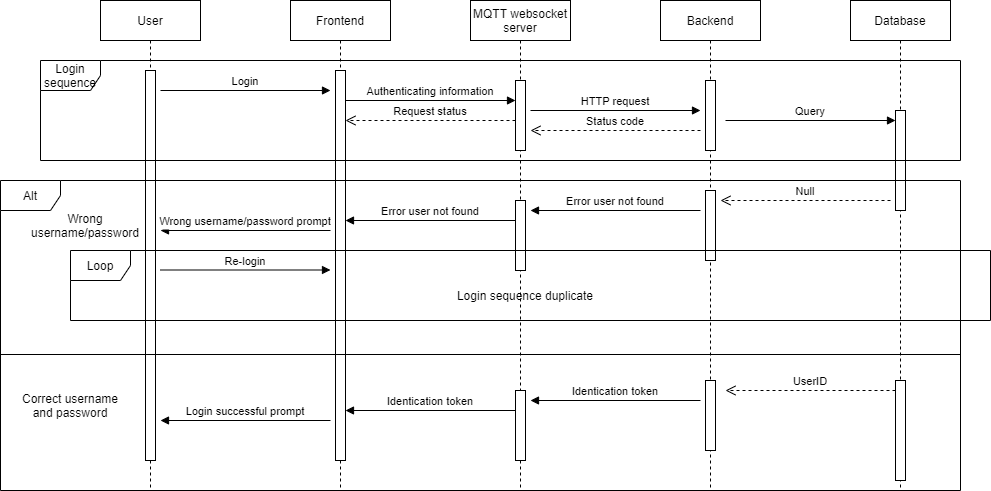 User
Frontend
MQTT websocket
server
Backend
Database
Login
sequence
Login
Authenticating information
HTTP request
Query
Request status
Status code
Alt
Null
Wrong
username/password
Wrong username/password prompt
Error user not found
Error user not found
Loop
Re-login
Login sequence duplicate
Correct username
and password
UserID
Identication token
Identication token
Login successful prompt